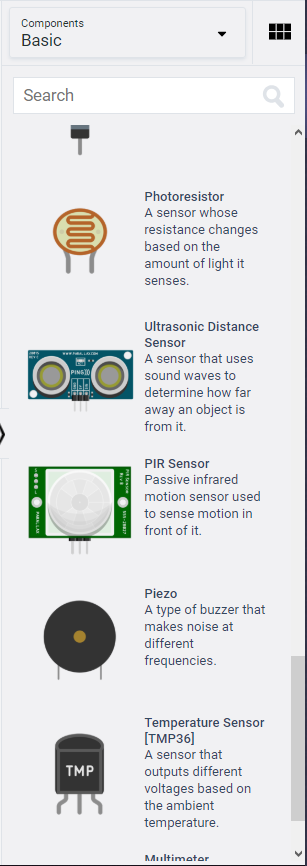 Components
Basic
Search
Photoresistor
A sensor whose
resistance changes
based on the
amount of light it
senses.
Ultrasonic Distance
Sensor
A sensor that uses
sound waves to
determine how far
away an object is
from it.
PING)))
PIR Sensor
Passive infrared
motion sensor used
to sense motion in
front of it.
Piezo
A type of buzzer that
makes noise at
different
frequencies.
Temperature Sensor
[TMP36]
A sensor that
outputs different
voltages based on
the ambient
temperature.
TMP
Multimeter